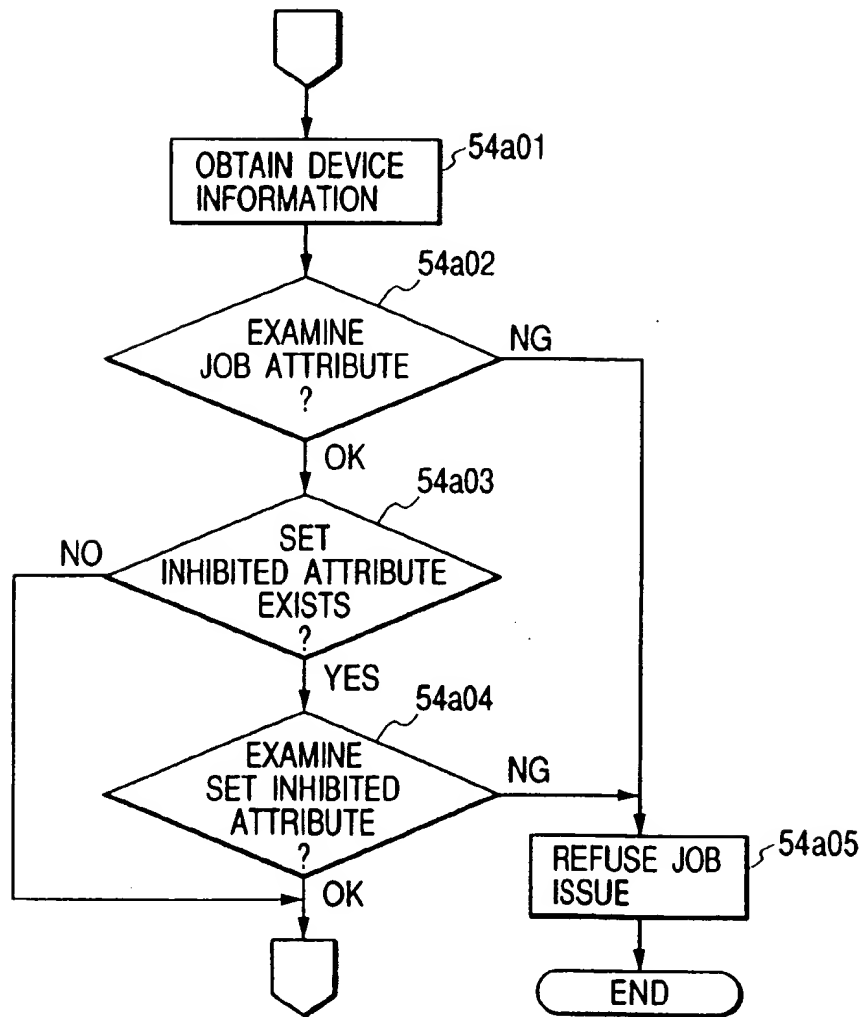 54a01
OBTAIN DEVICE
INFORMATION
54a02
EXAMINE
JOB ATTRIBUTE
?
NG
OK
54a03
SET
INHIBITED ATTRIBUTE
EXISTS
?
NO
YES
54a04
EXAMINE
SET INHIBITED
ATTRIBUTE
?
NG
OK
54a05
REFUSE JOB
ISSUE
END